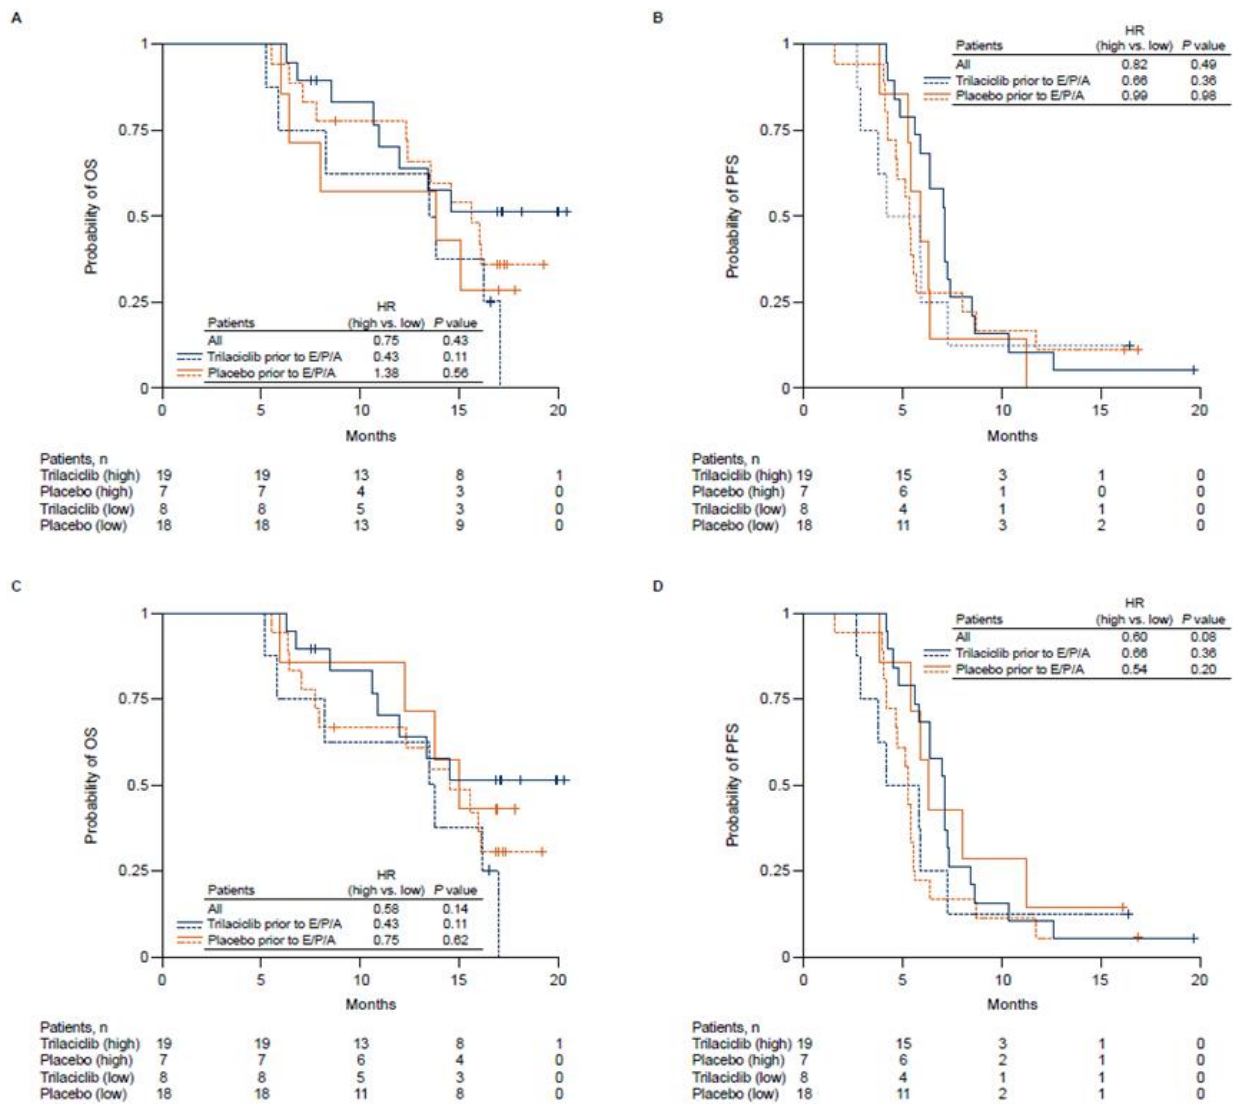 A
Probability of OS
1
0.75
0.5
0.25
0
0 5 10 15 20
Months
HR
Patients (high vs. low) P value
All 0.75 0.43
Trilaciclib prior to E/P/A 0.43 0.11
Placebo prior to E/P/A 1.38 0.56
Patients, n
Trilaciclib (high) 19 19 13 8 1
Placebo (high) 7 7 4 3 0
Trilaciclib (low) 8 8 5 3 0
Placebo (low) 18 18 13 9 0
B
Probability of PFS
1
0.75
0.5
0.25
0
0 5 10 15 20
Months
HR
Patients (high vs. low) P value
All 0.82 0.49
Trilaciclib prior to E/P/A 0.66 0.36
Placebo prior to E/P/A 0.99 0.98
Patients, n
Trilaciclib (high) 19 15 3 1 0
Placebo (high) 7 6 1 0 0
Trilaciclib (low) 8 4 1 1 0
Placebo (low) 18 11 3 2 0
C
Probability of OS
1
0.75
0.5
0.25
0
0 5 10 15 20
Months
HR
Patients (high vs. low) P value
All 0.58 0.14
Trilaciclib prior to E/P/A 0.43 0.11
Placebo prior to E/P/A 0.75 0.62
Patients, n
Trilaciclib (high) 19 19 13 8 1
Placebo (high) 7 7 6 4 0
Trilaciclib (low) 8 8 5 3 0
Placebo (low) 18 18 11 8 0
D
Probability of PFS
1
0.75
0.5
0.25
0
0 5 10 15 20
Months
HR
Patients (high vs. low) P value
All 0.60 0.08
Trilaciclib prior to E/P/A 0.66 0.36
Placebo prior to E/P/A 0.54 0.20
Patients, n
Trilaciclib (high) 19 15 3 1 0
Placebo (high) 7 6 2 1 0
Trilaciclib (low) 8 4 1 1 0
Placebo (low) 18 11 2 1 0